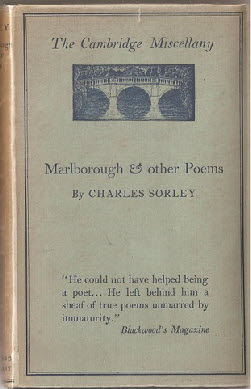 The Cambridge Miscellany
Marlborough & other Poems
By CHARLES SORLEY
"He could not have helped being
a poet... He left behind him a
sheaf of true poems unmarred by
immaturity."
Blackwood's Magazine